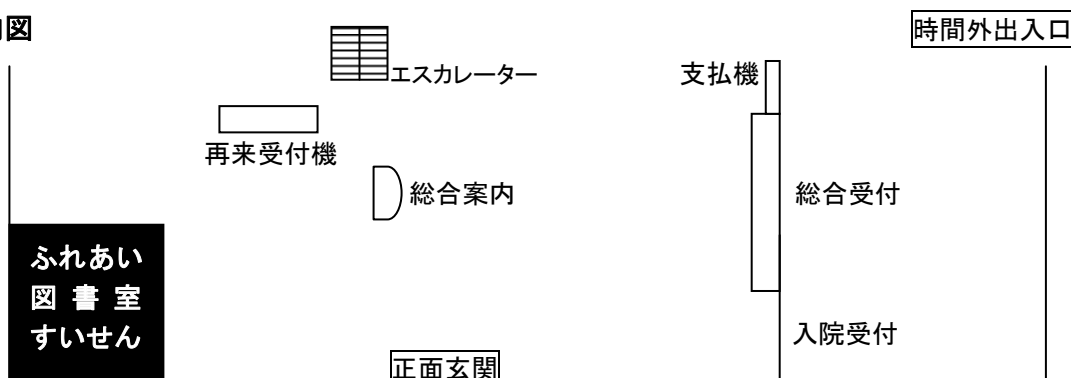 図
時間外出入口
エスカレーター
支払機
再来受付機
総合案内
総合受付
ふれあい
図書室
すいせん
入院受付
正面玄関